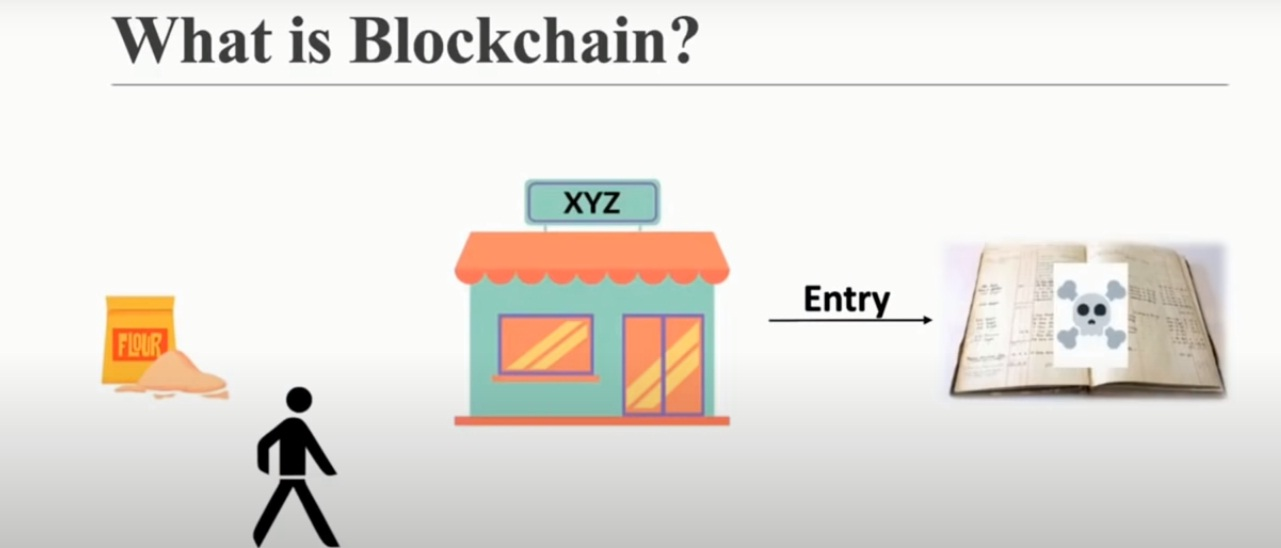 What is Blockchain?
XYZ
FLOUR
Entry